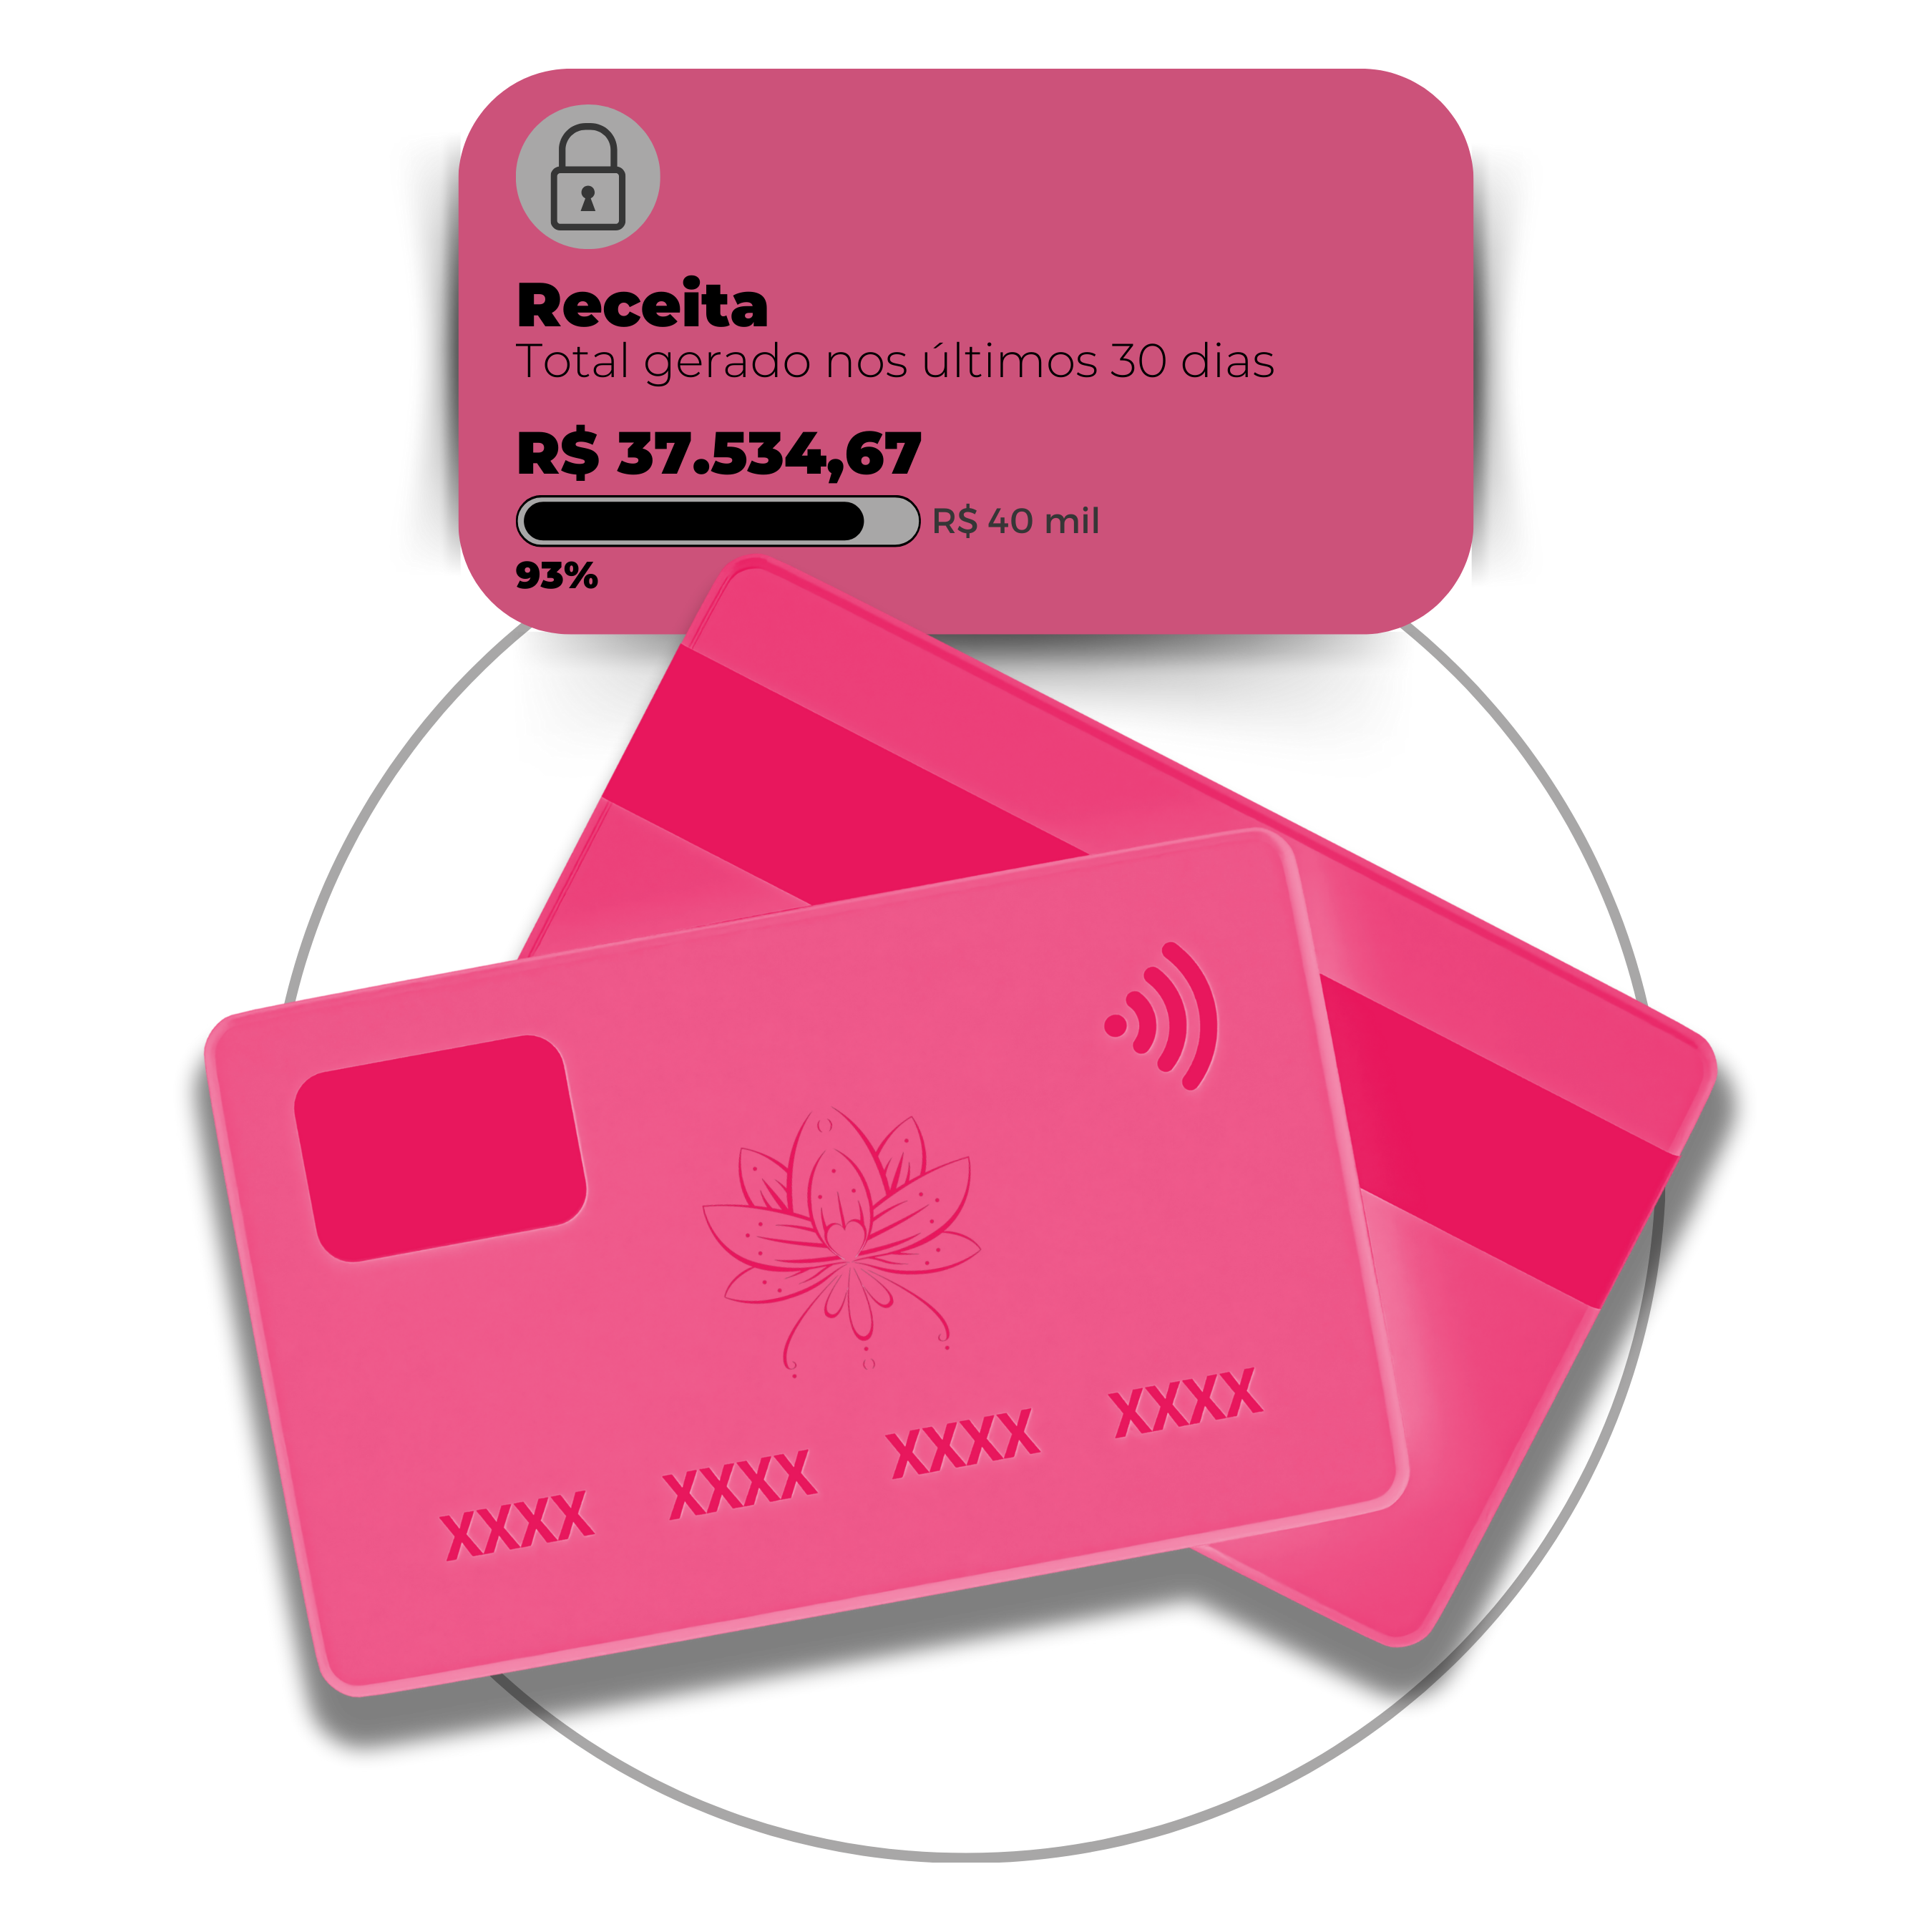 Receita
Total gerado nos últimos 30 dias
R$ 37.534,67
R$ 40 mil
93%
XXXX XXXX XXXX XXXX